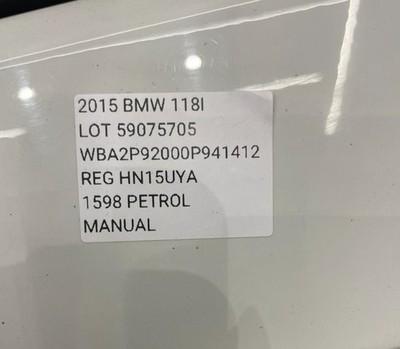 2015 BMW 118I
LOT 59075705
WBA2P92000P941412
REG HN15UYA
1598 PETROL
MANUAL